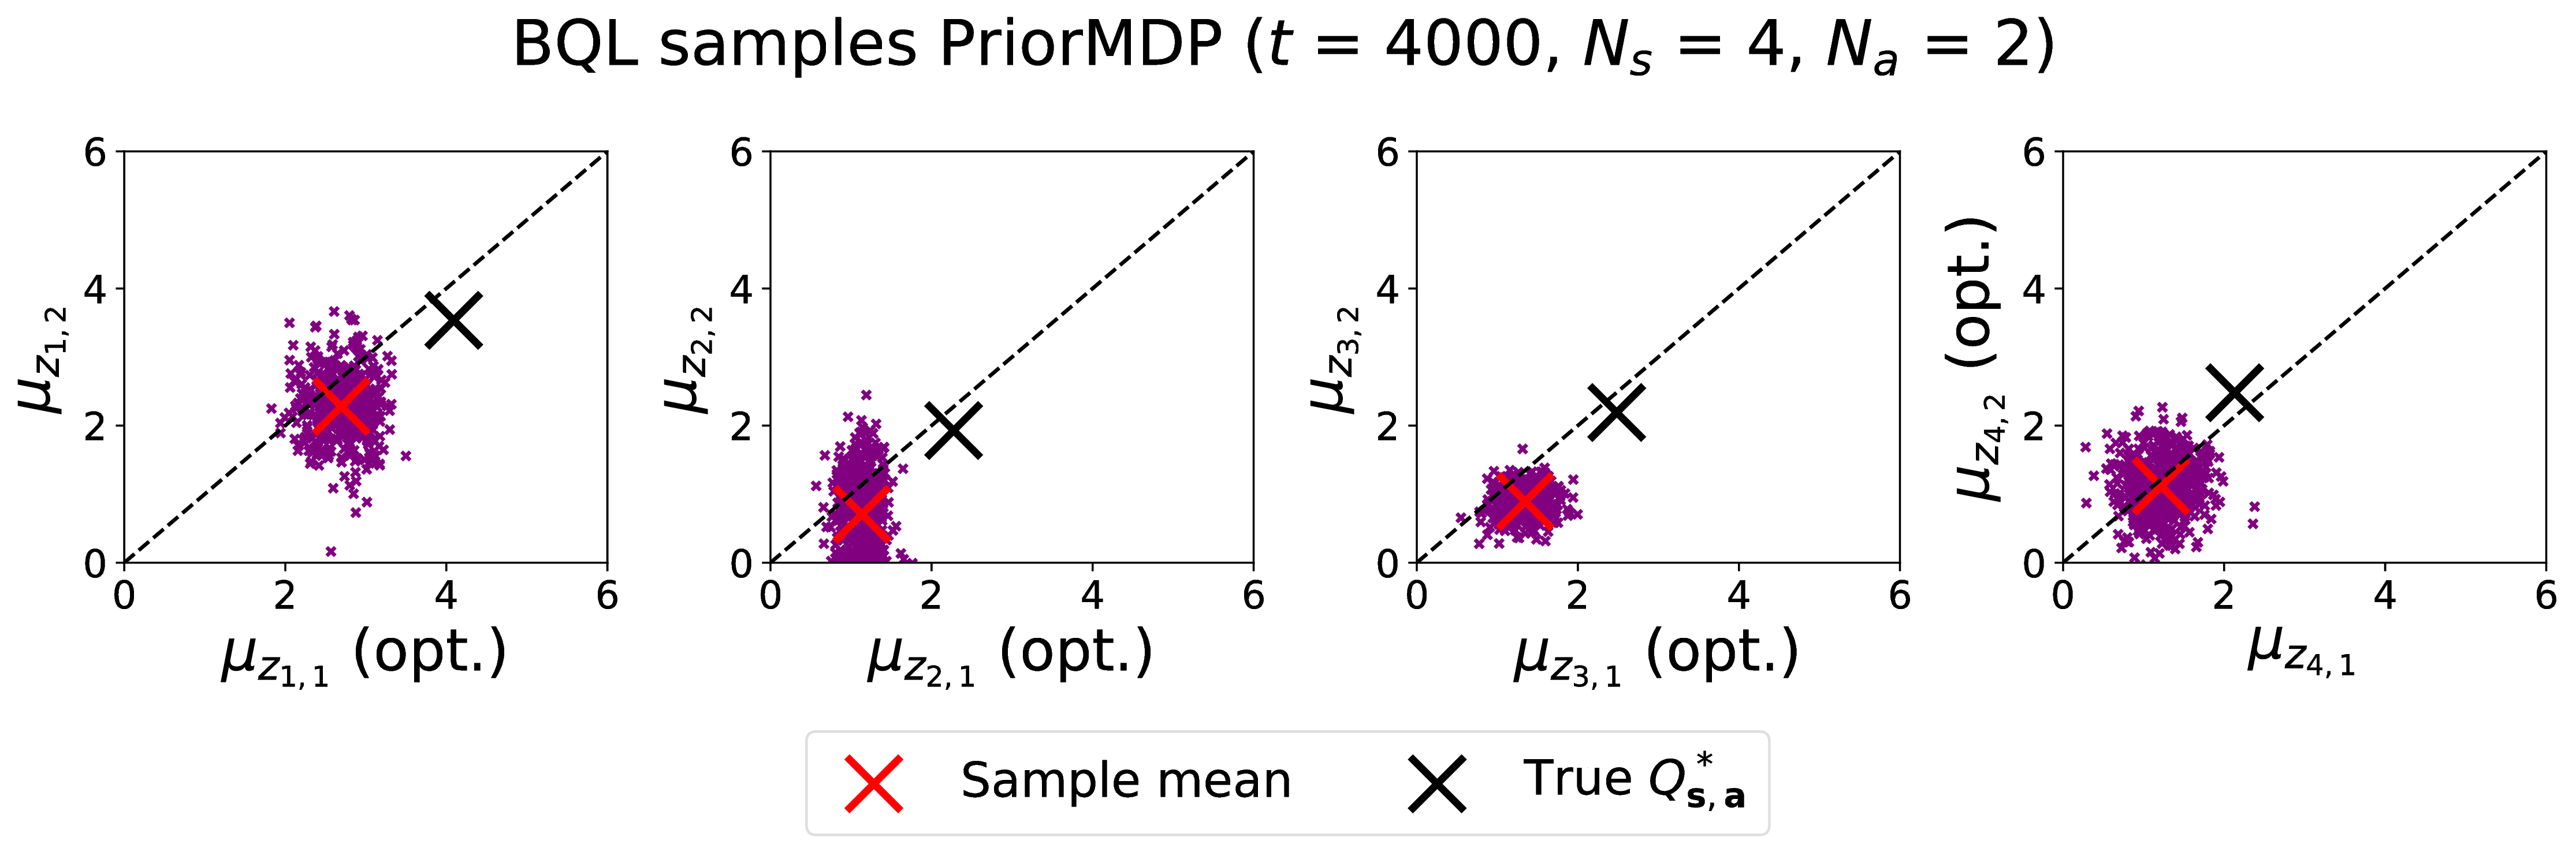 BQL samples PriorMDP (t = 4000, N_s = 4, N_a = 2)
6
4
2
0
0 2 4 6
μ_{z_{1,2}}
μ_{z_{1,1}} (opt.)
6
4
2
0
0 2 4 6
μ_{z_{2,2}}
μ_{z_{2,1}} (opt.)
6
4
2
0
0 2 4 6
μ_{z_{3,2}}
μ_{z_{3,1}} (opt.)
6
4
2
0
0 2 4 6
μ_{z_{4,2}} (opt.)
μ_{z_{4,1}}
Sample mean
True Q^*_{s,a}